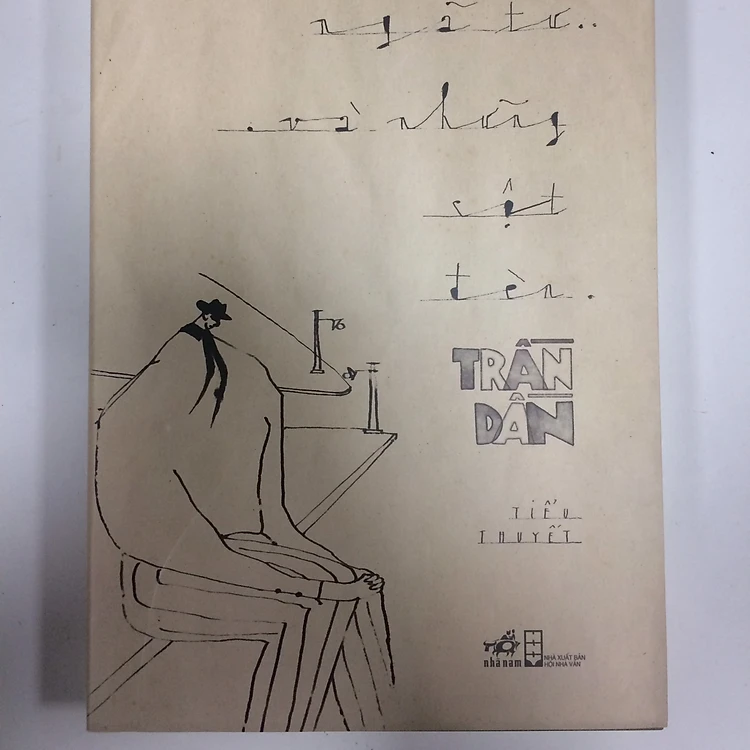 ngã tư..
.và những
cột
đèn.
TRẦN
DẦN
TIỂU
THUYẾT
nhã nam
NHÀ XUẤT BẢN
HỘI NHÀ VĂN